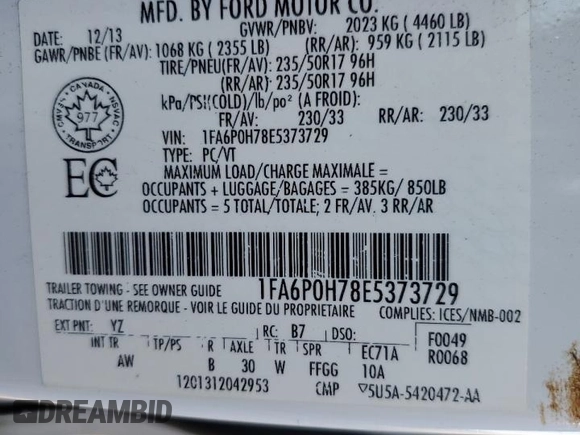 MFD. BY FORD MOTOR CO.
DATE: 12/13 GVWR/PNBV: 2023 KG ( 4460 LB)
GAWR/PNBE (FR/AV): 1068 KG ( 2355 LB) (RR/AR): 959 KG ( 2115 LB)
TIRE/PNEU(FR/AV): 235/50R17 96H
(RR/AR): 235/50R17 96H
kPa/PSI(COLD)/lb/po² (A FROID):
FR/AV: 230/33 RR/AR: 230/33
VIN: 1FA6P0H78E5373729
TYPE: PC/VT
MAXIMUM LOAD/CHARGE MAXIMALE =
OCCUPANTS + LUGGAGE/BAGAGES = 385KG/ 850LB
OCCUPANTS = 5 TOTAL/TOTALE; 2 FR/AV. 3 RR/AR
CANADA
NSVAC
977
NVMSC
TRANSPORT
EC
1FA6P0H78E5373729
TRAILER TOWING - SEE OWNER GUIDE
TRACTION D'UNE REMORQUE - VOIR LE GUIDE DU PROPRIETAIRE
COMPLIES: ICES/NMB-002
EXT PNT: YZ RC: B7 DSO: F0049
INT TR TP/PS R AXLE TR SPR EC71A R0068
AW B 30 W FFGG 10A
12013120429​53 CMP ▽5U5A-5420472-AA
DREAMBID